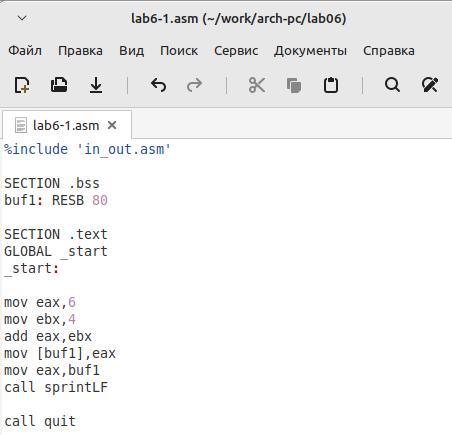 lab6-1.asm (~/work/arch-pc/lab06)
Файл Правка Вид Поиск Сервис Документы Справка
lab6-1.asm
%include 'in_out.asm'
SECTION .bss
buf1: RESB 80
SECTION .text
GLOBAL _start
_start:
mov eax,6
mov ebx,4
add eax,ebx
mov [buf1],eax
mov eax,buf1
call sprintLF
call quit